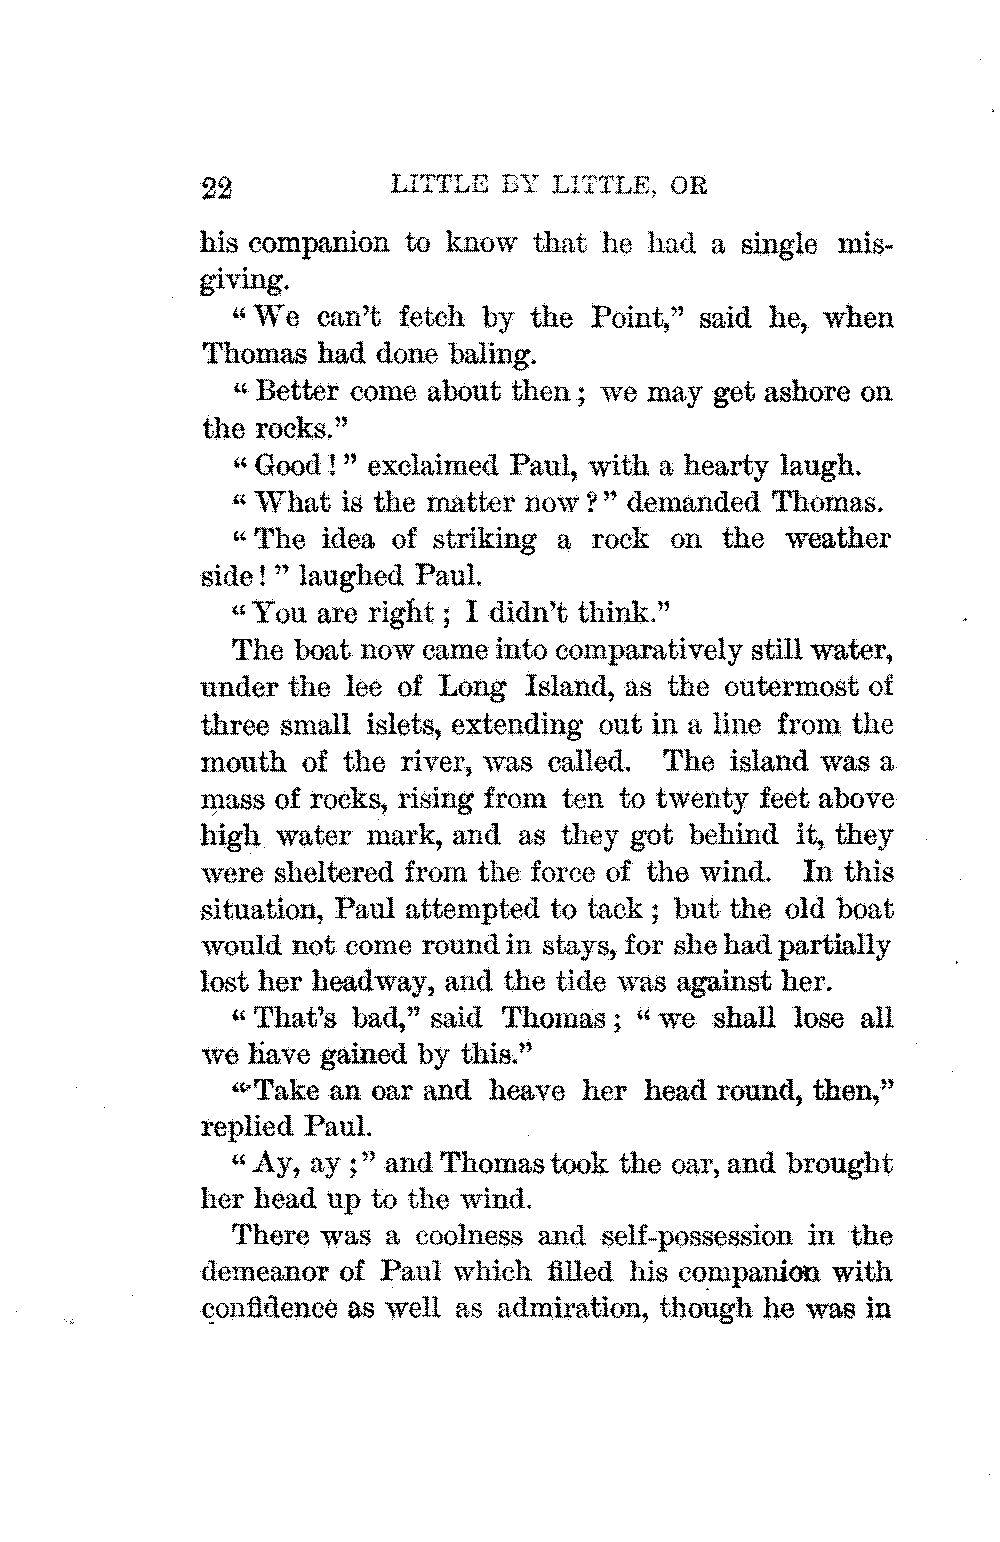 22 LITTLE BY LITTLE, OR
his companion to know that he had a single mis-
giving.
"We can't fetch by the Point," said he, when
Thomas had done baling.
"Better come about then; we may get ashore on
the rocks."
"Good!" exclaimed Paul, with a hearty laugh.
"What is the matter now?" demanded Thomas.
"The idea of striking a rock on the weather
side!" laughed Paul.
"You are right; I didn't think."
The boat now came into comparatively still water,
under the lee of Long Island, as the outermost of
three small islets, extending out in a line from the
mouth of the river, was called. The island was a
mass of rocks, rising from ten to twenty feet above
high water mark, and as they got behind it, they
were sheltered from the force of the wind. In this
situation, Paul attempted to tack; but the old boat
would not come round in stays, for she had partially
lost her headway, and the tide was against her.
"That's bad," said Thomas; "we shall lose all
we have gained by this."
"Take an oar and heave her head round, then,"
replied Paul.
"Ay, ay;" and Thomas took the oar, and brought
her head up to the wind.
There was a coolness and self-possession in the
demeanor of Paul which filled his companion with
confidence as well as admiration, though he was in